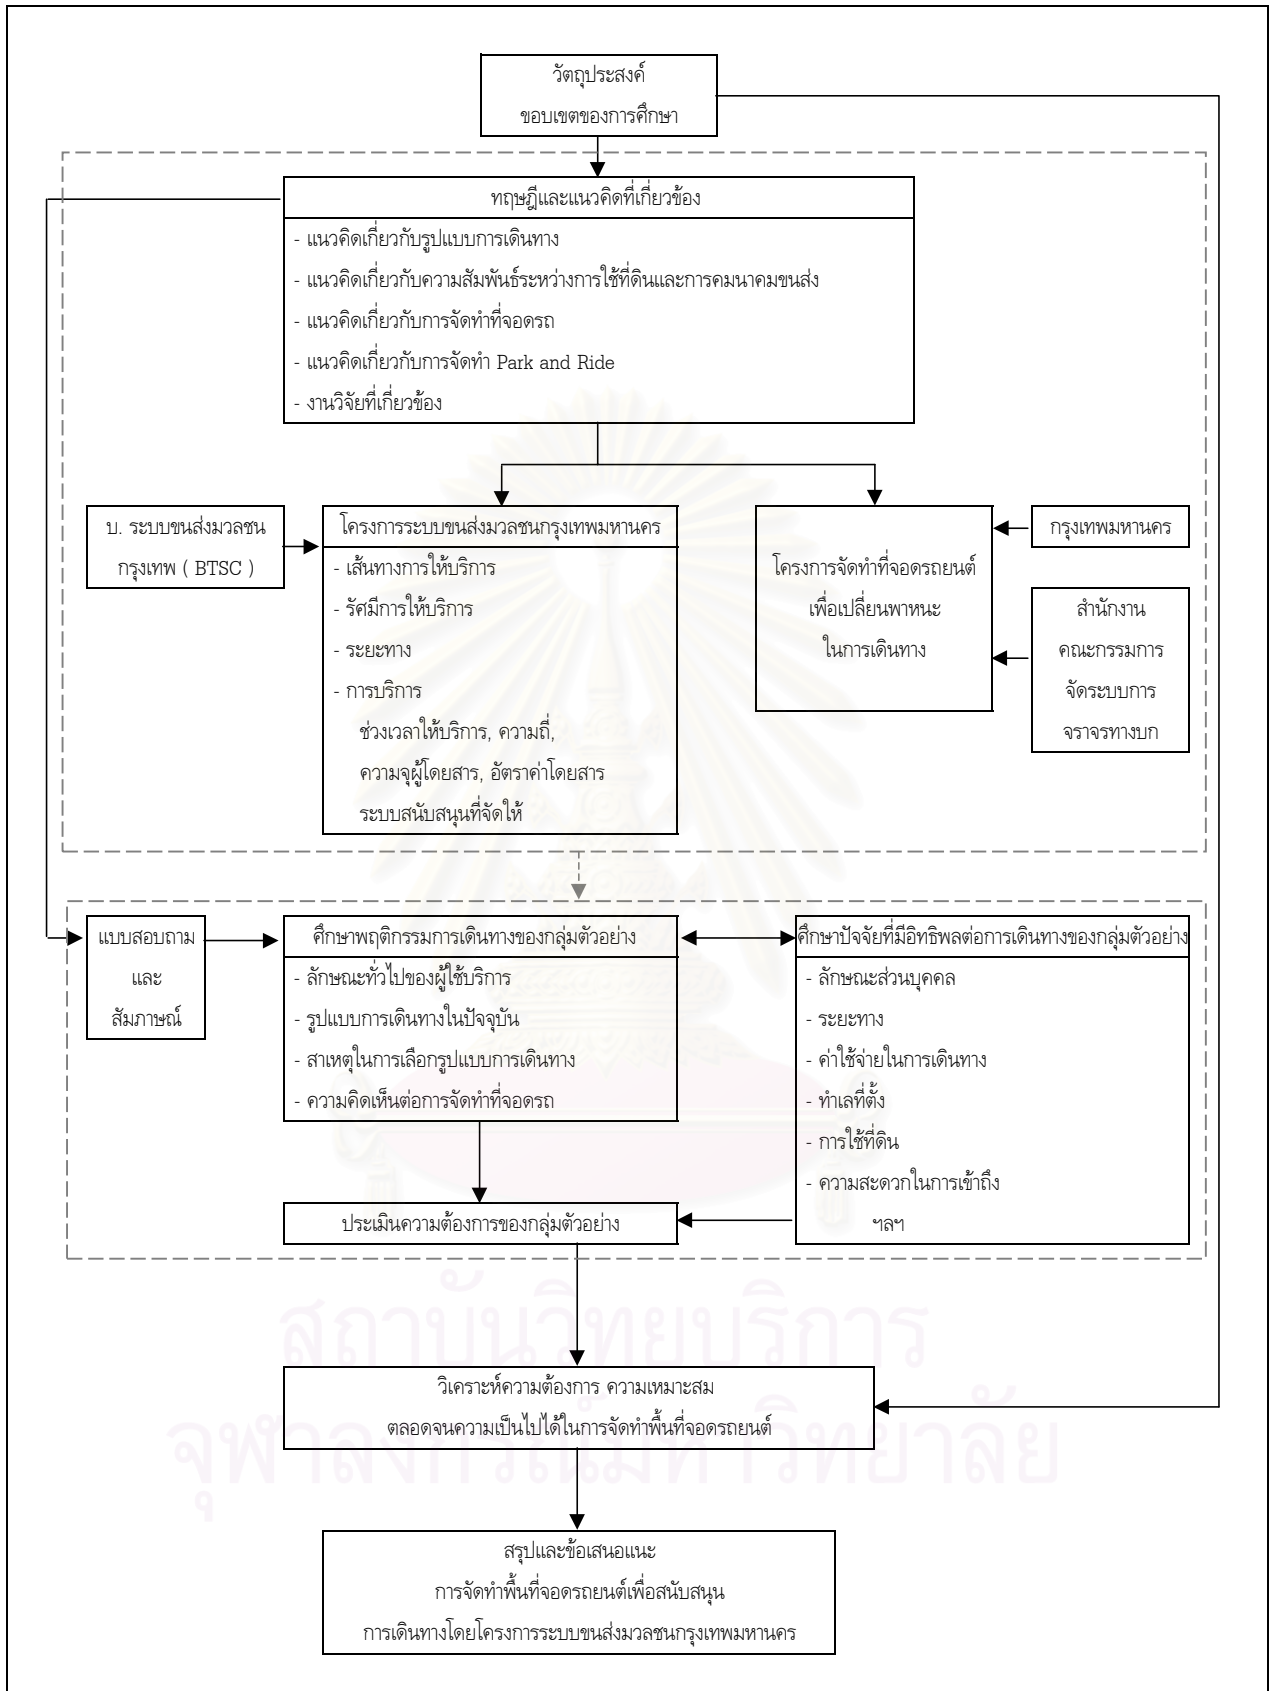 วัตถุประสงค์
ขอบเขตของการศึกษา
ทฤษฎีและแนวคิดที่เกี่ยวข้อง
- แนวคิดเกี่ยวกับรูปแบบการเดินทาง
- แนวคิดเกี่ยวกับความสัมพันธ์ระหว่างการใช้ที่ดินและการคมนาคมขนส่ง
- แนวคิดเกี่ยวกับการจัดทำที่จอดรถ
- แนวคิดเกี่ยวกับการจัดทำ Park and Ride
- งานวิจัยที่เกี่ยวข้อง
บ. ระบบขนส่งมวลชน
กรุงเทพ ( BTSC )
โครงการระบบขนส่งมวลชนกรุงเทพมหานคร
- เส้นทางการให้บริการ
- รัศมีการให้บริการ
- ระยะทาง
- การบริการ
ช่วงเวลาให้บริการ, ความถี่,
ความจุผู้โดยสาร, อัตราค่าโดยสาร
ระบบสนับสนุนที่จัดให้
โครงการจัดทำที่จอดรถยนต์
เพื่อเปลี่ยนพาหนะ
ในการเดินทาง
กรุงเทพมหานคร
สำนักงาน
คณะกรรมการ
จัดระบบการ
จราจรทางบก
แบบสอบถาม
และ
สัมภาษณ์
ศึกษาพฤติกรรมการเดินทางของกลุ่มตัวอย่าง
- ลักษณะทั่วไปของผู้ใช้บริการ
- รูปแบบการเดินทางในปัจจุบัน
- สาเหตุในการเลือกรูปแบบการเดินทาง
- ความคิดเห็นต่อการจัดทำที่จอดรถ
ศึกษาปัจจัยที่มีอิทธิพลต่อการเดินทางของกลุ่มตัวอย่าง
- ลักษณะส่วนบุคคล
- ระยะทาง
- ค่าใช้จ่ายในการเดินทาง
- ทำเลที่ตั้ง
- การใช้ที่ดิน
- ความสะดวกในการเข้าถึง
ฯลฯ
ประเมินความต้องการของกลุ่มตัวอย่าง
วิเคราะห์ความต้องการ ความเหมาะสม
ตลอดจนความเป็นไปได้ในการจัดทำพื้นที่จอดรถยนต์
สรุปและข้อเสนอแนะ
การจัดทำพื้นที่จอดรถยนต์เพื่อสนับสนุน
การเดินทางโดยโครงการระบบขนส่งมวลชนกรุงเทพมหานคร
สถาบันวิทยบริการ
จุฬาลงกรณ์มหาวิทยาลัย